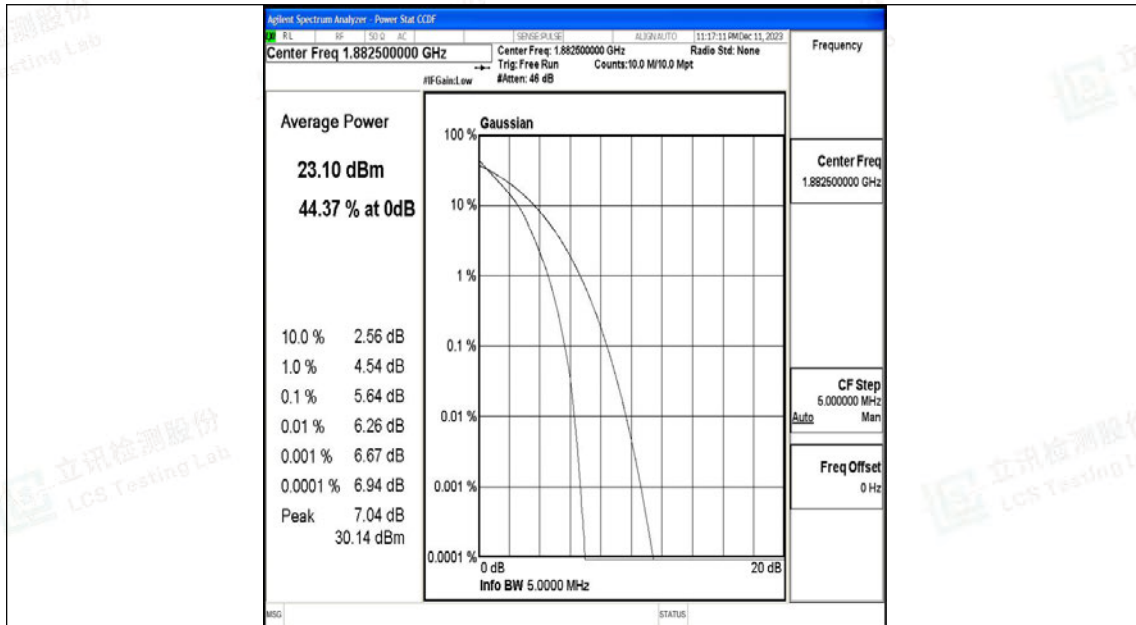 Agilent Spectrum Analyzer - Power Stat CCDF
RL RF 50 Ω AC SENSE:PULSE ALIGNAUTO 11:17:11 PM Dec 11, 2023
Center Freq 1.882500000 GHz
Center Freq: 1.882500000 GHz Radio Std: None
Trig: Free Run Counts:10.0 M/10.0 Mpt
#IFGain:Low #Atten: 46 dB
Frequency
Average Power
23.10 dBm
44.37 % at 0dB
10.0 % 2.56 dB
1.0 % 4.54 dB
0.1 % 5.64 dB
0.01 % 6.26 dB
0.001 % 6.67 dB
0.0001 % 6.94 dB
Peak 7.04 dB
30.14 dBm
Gaussian
100 %
10 %
1 %
0.1 %
0.01 %
0.001 %
0.0001 %
0 dB 20 dB
Info BW 5.0000 MHz
Center Freq
1.882500000 GHz
CF Step
5.000000 MHz
Auto Man
Freq Offset
0 Hz
MSG STATUS
立讯检测股份
LCS Testing Lab
立讯检测股份
LCS Testing Lab